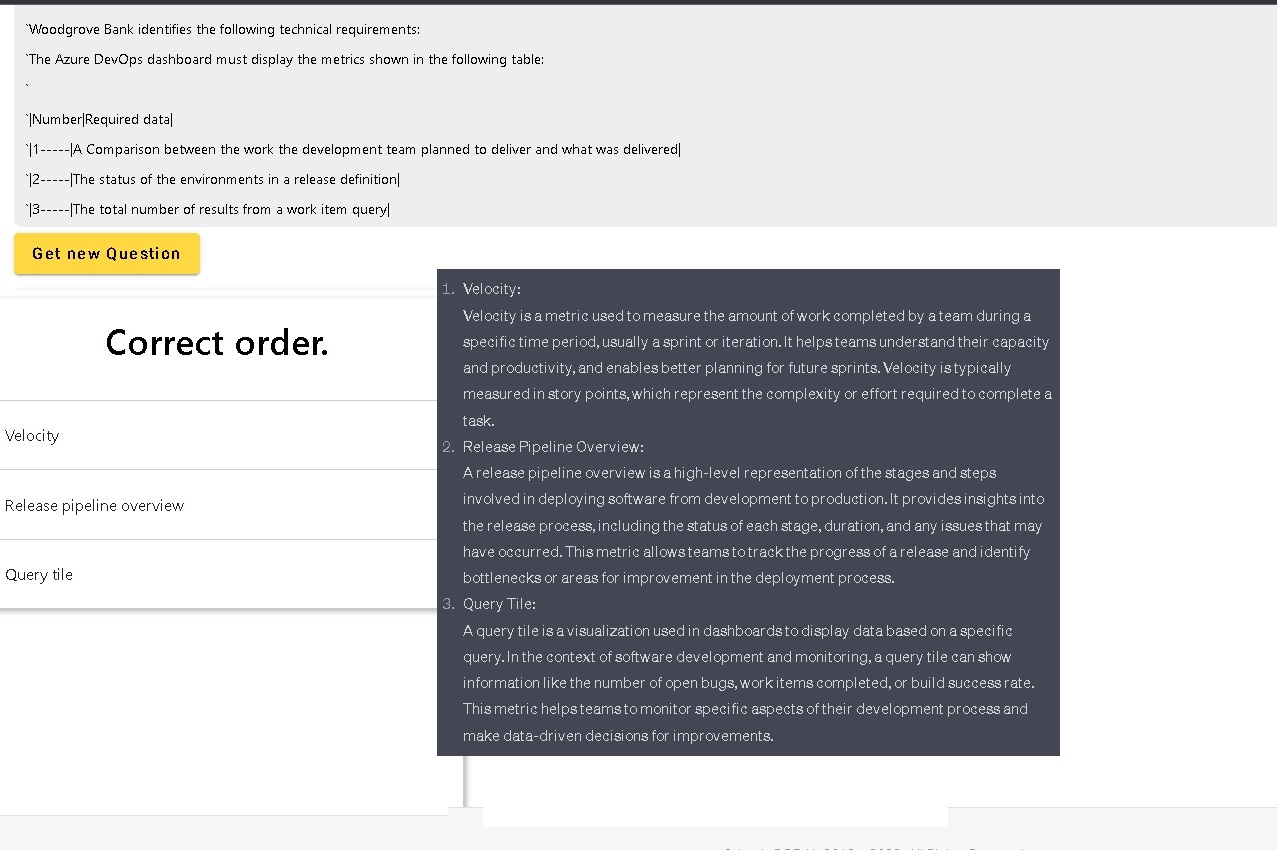 `Woodgrove Bank identifies the following technical requirements:
`The Azure DevOps dashboard must display the metrics shown in the following table:
`
`|Number|Required data|
`|1-----|A Comparison between the work the development team planned to deliver and what was delivered|
`|2-----|The status of the environments in a release definition|
`|3-----|The total number of results from a work item query|
Get new Question
Correct order.
Velocity
Release pipeline overview
Query tile
1. Velocity:
Velocity is a metric used to measure the amount of work completed by a team during a
specific time period, usually a sprint or iteration. It helps teams understand their capacity
and productivity, and enables better planning for future sprints. Velocity is typically
measured in story points, which represent the complexity or effort required to complete a
task.
2. Release Pipeline Overview:
A release pipeline overview is a high-level representation of the stages and steps
involved in deploying software from development to production. It provides insights into
the release process, including the status of each stage, duration, and any issues that may
have occurred. This metric allows teams to track the progress of a release and identify
bottlenecks or areas for improvement in the deployment process.
3. Query Tile:
A query tile is a visualization used in dashboards to display data based on a specific
query. In the context of software development and monitoring, a query tile can show
information like the number of open bugs, work items completed, or build success rate.
This metric helps teams to monitor specific aspects of their development process and
make data-driven decisions for improvements.